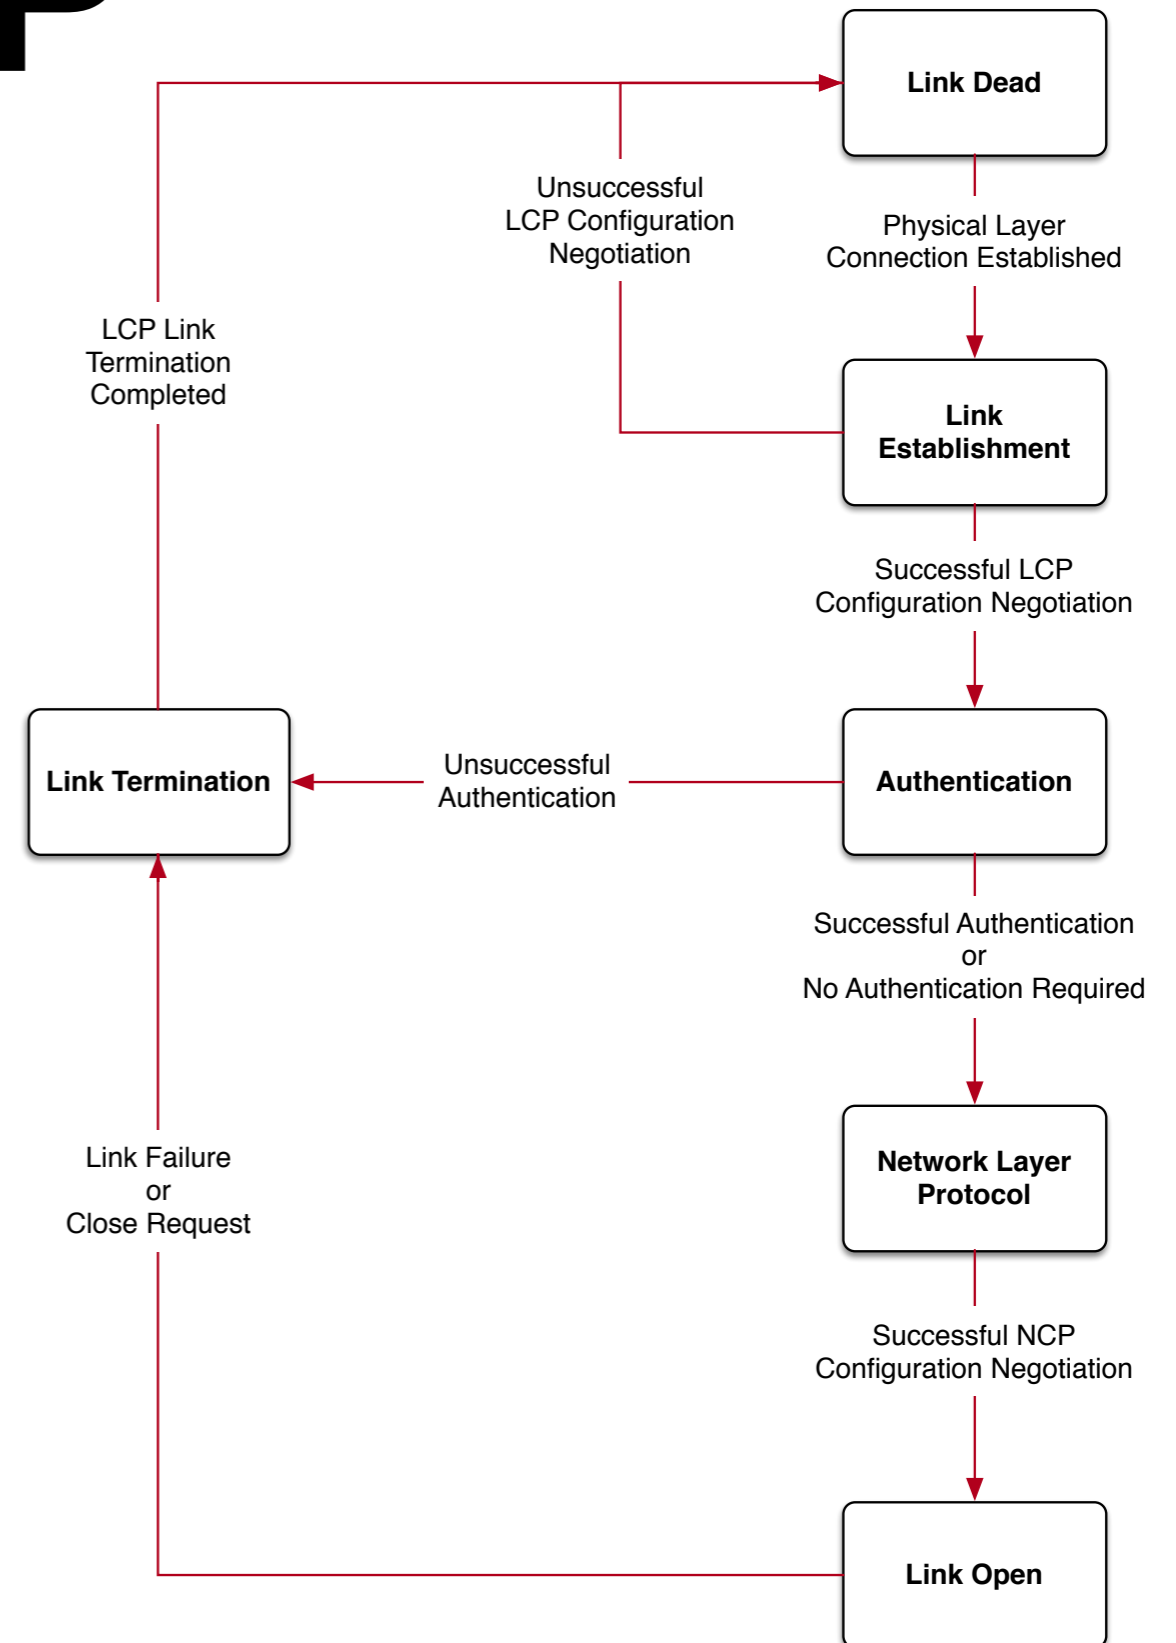 P
Link Dead
Unsuccessful
LCP Configuration
Negotiation
Physical Layer
Connection Established
LCP Link
Termination
Completed
Link
Establishment
Successful LCP
Configuration Negotiation
Link Termination
Unsuccessful
Authentication
Authentication
Successful Authentication
or
No Authentication Required
Link Failure
or
Close Request
Network Layer
Protocol
Successful NCP
Configuration Negotiation
Link Open